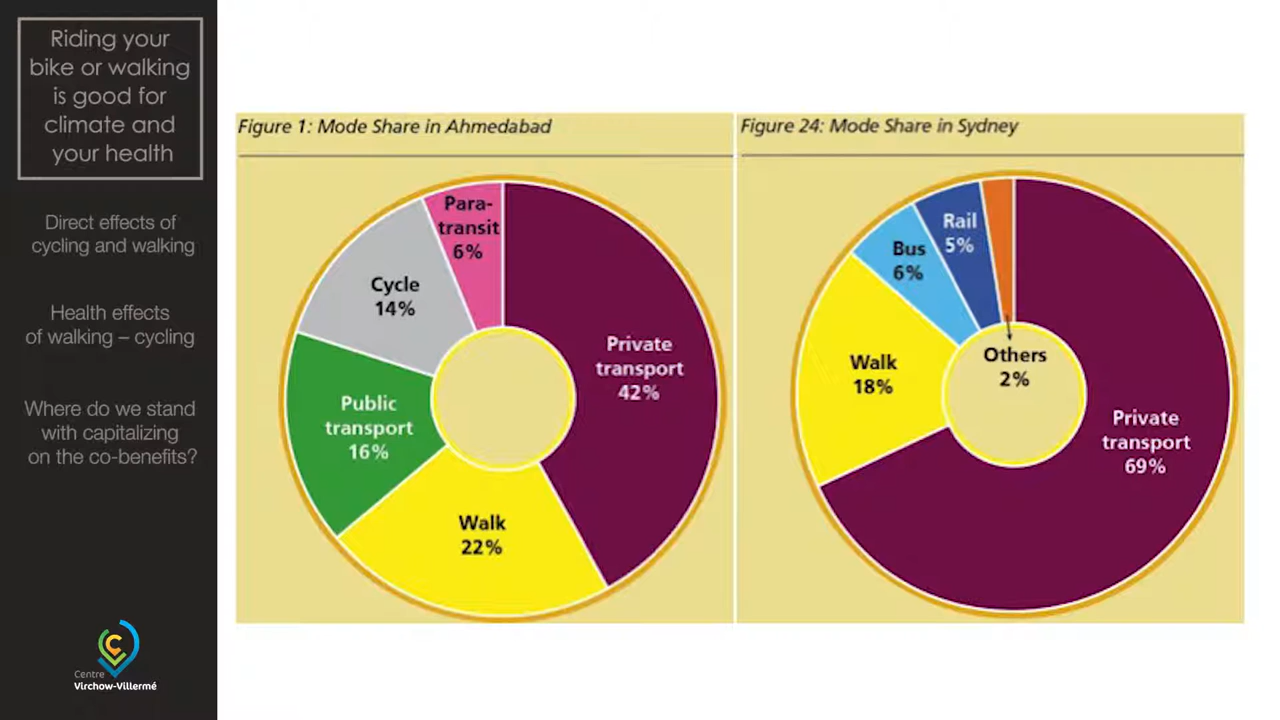 Riding your
bike or walking
is good for
climate and
your health
Direct effects of
cycling and walking
Health effects
of walking – cycling
Where do we stand
with capitalizing
on the co-benefits?
Centre
Virchow-Villermé
Figure 1: Mode Share in Ahmedabad
Para-
transit
6%
Cycle
14%
Private
transport
42%
Public
transport
16%
Walk
22%
Figure 24: Mode Share in Sydney
Rail
5%
Bus
6%
Others
2%
Walk
18%
Private
transport
69%